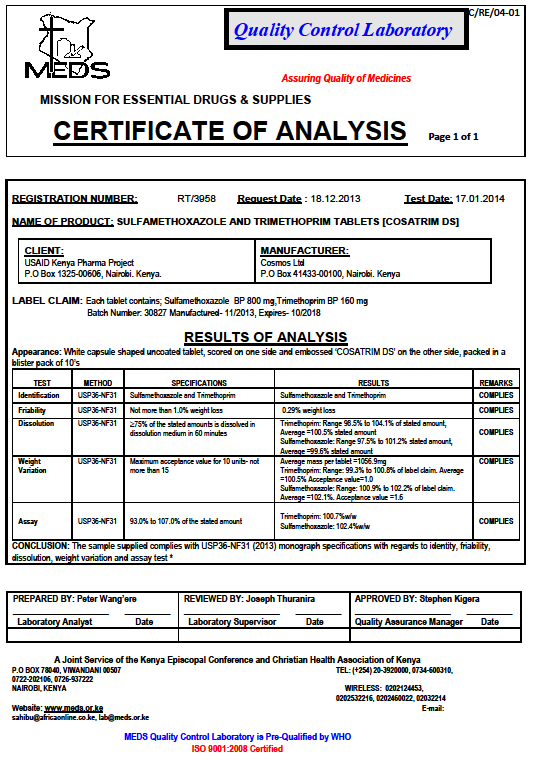 C/RE/04-01
Quality Control Laboratory
MEDS
Assuring Quality of Medicines
MISSION FOR ESSENTIAL DRUGS & SUPPLIES
CERTIFICATE OF ANALYSIS Page 1 of 1
REGISTRATION NUMBER: RT/3958 Request Date : 18.12.2013 Test Date: 17.01.2014
NAME OF PRODUCT: SULFAMETHOXAZOLE AND TRIMETHOPRIM TABLETS [COSATRIM DS]
CLIENT: MANUFACTURER:
USAID Kenya Pharma Project Cosmos Ltd
P.O Box 1325-00606, Nairobi. Kenya. P.O Box 41433-00100, Nairobi. Kenya
LABEL CLAIM: Each tablet contains; Sulfamethoxazole BP 800 mg,Trimethoprim BP 160 mg
Batch Number: 30827 Manufactured- 11/2013, Expires- 10/2018
RESULTS OF ANALYSIS
Appearance: White capsule shaped uncoated tablet, scored on one side and embossed 'COSATRIM DS' on the other side, packed in a
blister pack of 10's
TEST METHOD SPECIFICATIONS RESULTS REMARKS
Identification USP36-NF31 Sulfamethoxazole and Trimethoprim Sulfamethoxazole and Trimethoprim COMPLIES
Friability USP36-NF31 Not more than 1.0% weight loss 0.29% weight loss COMPLIES
Dissolution USP36-NF31 ≥75% of the stated amounts is dissolved in Trimethoprim: Range 98.5% to 104.1% of stated amount,
dissolution medium in 60 minutes Average =100.5% stated amount COMPLIES
Sulfamethoxazole: Range 97.5% to 101.2% stated amount,
Average =99.6% stated amount
Weight USP36-NF31 Maximum acceptance value for 10 units- not Average mass per tablet =1056.9mg COMPLIES
Variation more than 15 Trimethoprim: Range 99.3% to 100.8% of label claim. Average
=100.5% Acceptance value=1.0
Sulfamethoxazole: Range 100.9% to 102.2% of label claim.
Average =102.1%. Acceptance value =1.6
Assay USP36-NF31 93.0% to 107.0% of the stated amount Trimethoprim: 100.7%w/w COMPLIES
Sulfamethoxazole: 102.4%w/w
CONCLUSION: The sample supplied complies with USP36-NF31 (2013) monograph specifications with regards to identity, friability,
dissolution, weight variation and assay test *
PREPARED BY: Peter Wang'ere REVIEWED BY: Joseph Thuranira APPROVED BY: Stephen Kigera
Laboratory Analyst Date Laboratory Supervisor Date Quality Assurance Manager Date
A Joint Service of the Kenya Episcopal Conference and Christian Health Association of Kenya
P.O BOX 78040, VIWANDANI 00507 TEL: (+254) 20-3920000, 0734-600310,
0722-202106, 0726-937222
NAIROBI, KENYA WIRELESS: 0202124453,
0202532216, 0202460022, 02032214
Website: www.meds.or.ke E-mail:
sahibu@africaonline.co.ke, lab@meds.or.ke
MEDS Quality Control Laboratory is Pre-Qualified by WHO
ISO 9001:2008 Certified